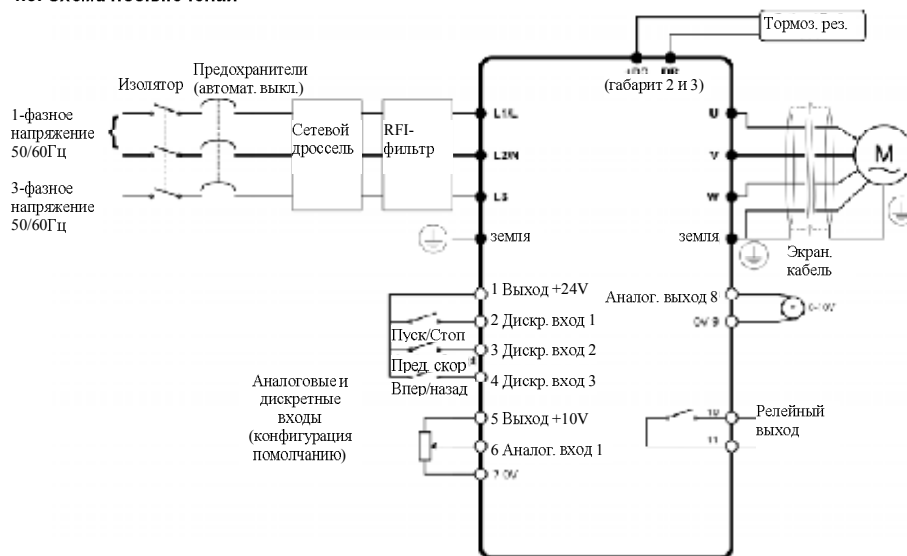 Тормоз. рез.
(габарит 2 и 3)
Изолятор
Предохранители
(автомат. выкл.)
1-фазное
напряжение
50/60Гц
3-фазное
напряжение
50/60Гц
Сетевой
дроссель
RFI-
фильтр
L1/L
L2/N
L3
земля
U
V
W
земля
M
Экран.
кабель
1 Выход +24V
2 Дискр. вход 1
Пуск/Стоп
3 Дискр. вход 2
Пред. скор
4 Дискр. вход 3
Впер/назад
Аналоговые и
дискретные
входы
(конфигурация
помолчанию)
5 Выход +10V
6 Аналог. вход 1
7 0V
Аналог. выход 8
0V 9
0-10V
10
Релейный
выход
11